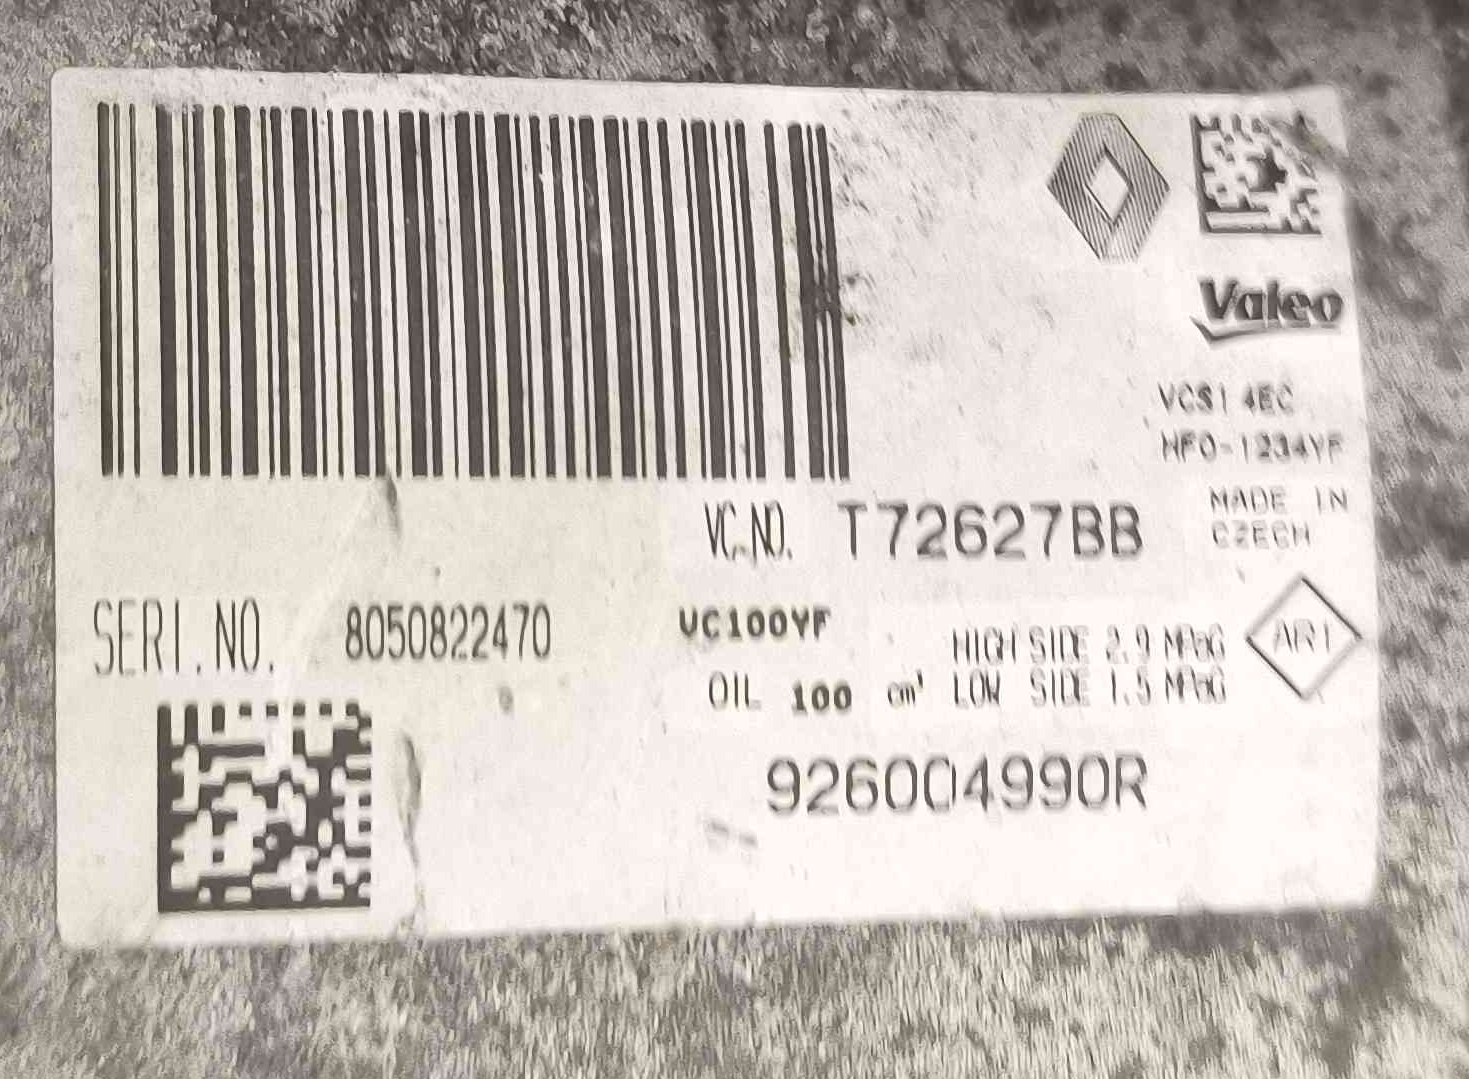 Valeo
VCS14EC
HFO-1234YF
MADE IN
CZECH
VC.NO. T72627BB
SERI.NO. 8050822470
VC100YF
OIL 100 cm³
HIGH SIDE 2.9 MPaG
LOW SIDE 1.5 MPaG
AR1
926004990R